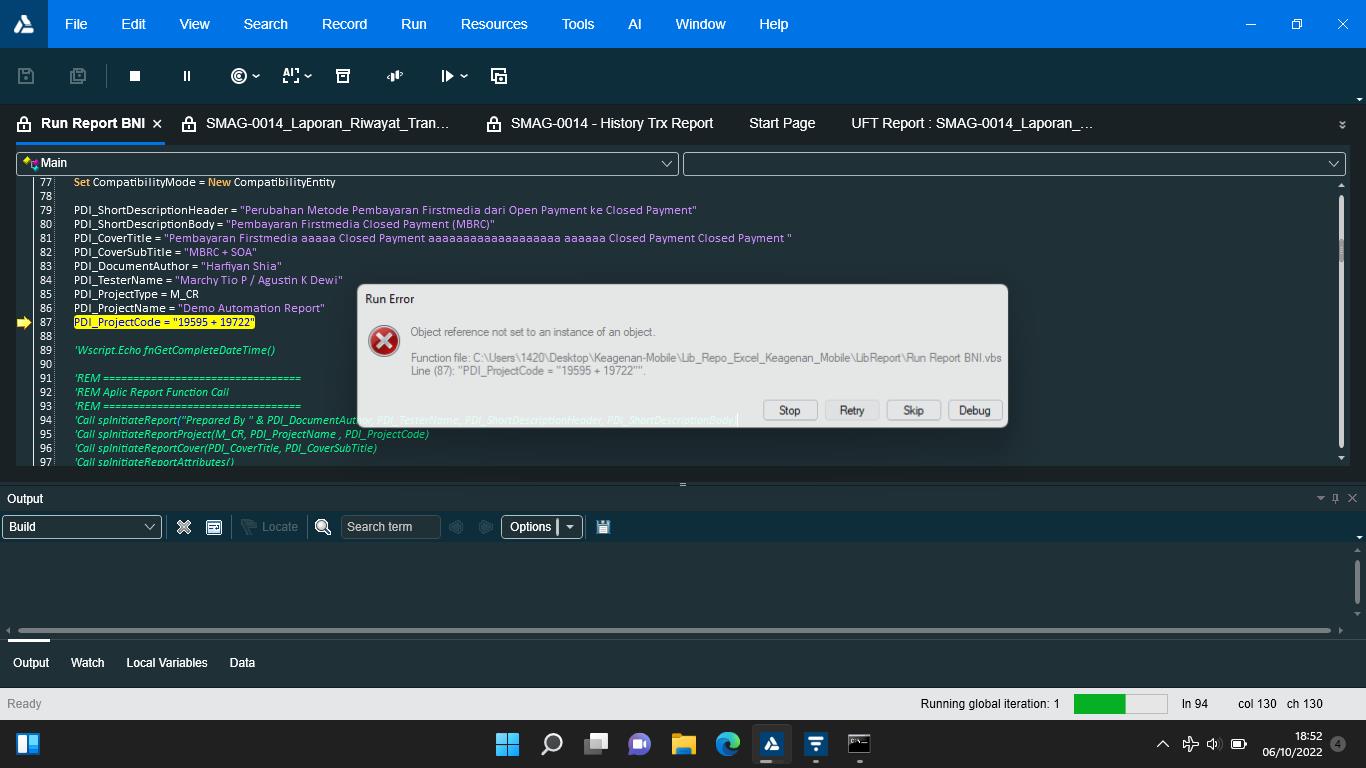 File Edit View Search Record Run Resources Tools AI Window Help
Run Report BNI SMAG-0014_Laporan_Riwayat_Tran... SMAG-0014 - History Trx Report Start Page UFT Report : SMAG-0014_Laporan_...
Main
77 Set CompatibilityMode = New CompatibilityEntity
78
79 PDI_ShortDescriptionHeader = "Perubahan Metode Pembayaran Firstmedia dari Open Payment ke Closed Payment"
80 PDI_ShortDescriptionBody = "Pembayaran Firstmedia Closed Payment (MBRC)"
81 PDI_CoverTitle = "Pembayaran Firstmedia aaaaa Closed Payment aaaaaaaaaaaaaaaaaaa aaaaaa Closed Payment Closed Payment "
82 PDI_CoverSubTitle = "MBRC + SOA"
83 PDI_DocumentAuthor = "Harfiyan Shia"
84 PDI_TesterName = "Marchy Tio P / Agustin K Dewi"
85 PDI_ProjectType = M_CR
86 PDI_ProjectName = "Demo Automation Report"
87 PDI_ProjectCode = "19595 + 19722"
88
89 'Wscript.Echo fnGetCompleteDateTime()
90
91 'REM =================================
92 'REM Aplic Report Function Call
93 'REM =================================
94 'Call spInitiateReport("Prepared By " & PDI_DocumentAuthor, PDI_TesterName, PDI_ShortDescriptionHeader, PDI_ShortDescriptionBody)
95 'Call spInitiateReportProject(M_CR, PDI_ProjectName , PDI_ProjectCode)
96 'Call spInitiateReportCover(PDI_CoverTitle, PDI_CoverSubTitle)
97 'Call spInitiateReportAttributes()
Run Error
Object reference not set to an instance of an object.
Function file: C:\Users\1420\Desktop\Keagenan-Mobile\Lib_Repo_Excel_Keagenan_Mobile\LibReport\Run Report BNI.vbs
Line (87): "PDI_ProjectCode = "19595 + 19722"".
Stop Retry Skip Debug
Output
Build Locate Search term Options
Output Watch Local Variables Data
Ready Running global iteration: 1 ln 94 col 130 ch 130
18:52
06/10/2022 4